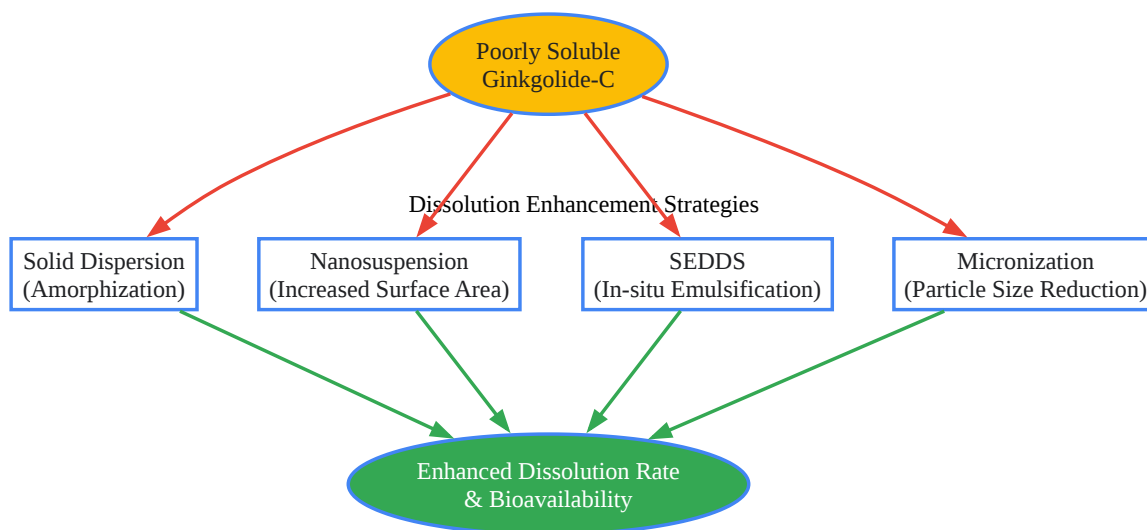 Poorly Soluble
Ginkgolide-C
Dissolution Enhancement Strategies
Solid Dispersion
(Amorphization)
Nanosuspension
(Increased Surface Area)
SEDDS
(In-situ Emulsification)
Micronization
(Particle Size Reduction)
Enhanced Dissolution Rate
& Bioavailability